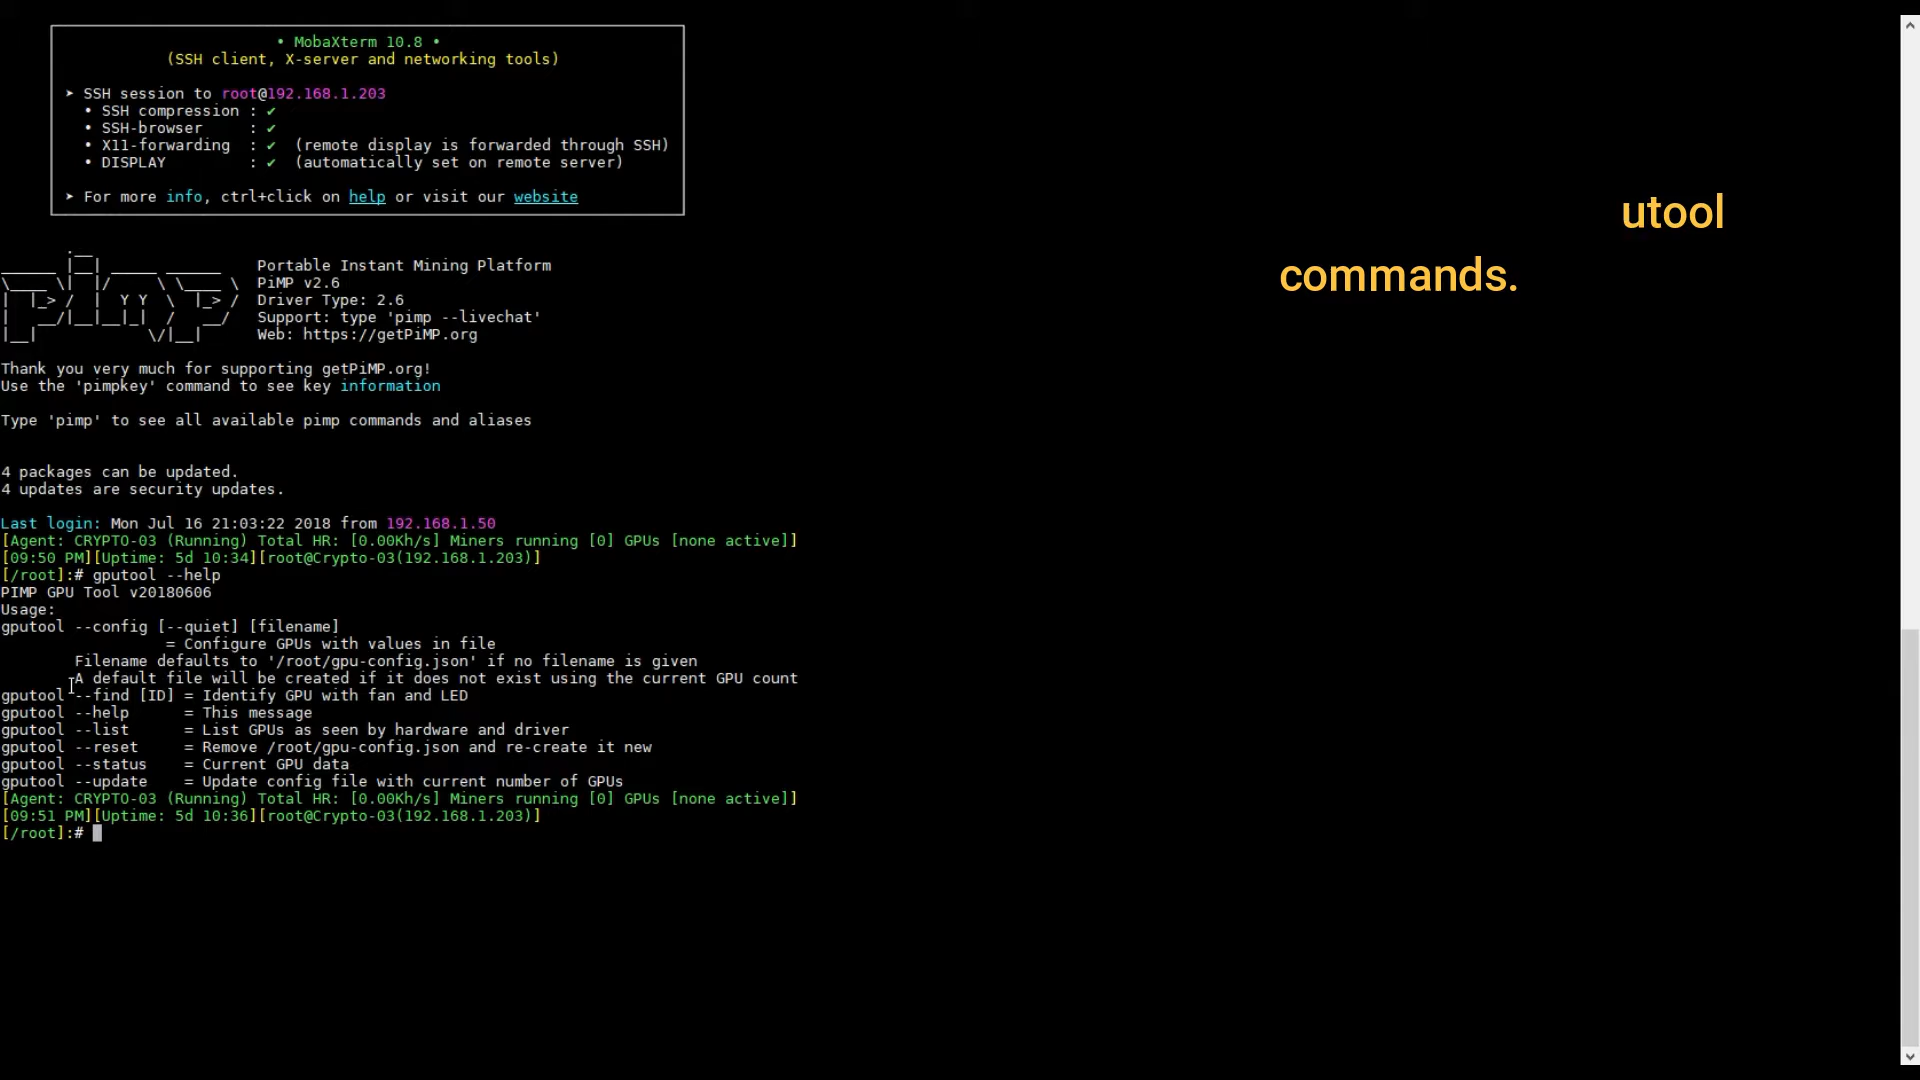 • MobaXterm 10.8 •
(SSH client, X-server and networking tools)
➤ SSH session to root@192.168.1.203
• SSH compression : ✔
• SSH-browser     : ✔
• X11-forwarding  : ✔  (remote display is forwarded through SSH)
• DISPLAY         : ✔  (automatically set on remote server)
➤ For more info, ctrl+click on help or visit our website
utool
commands.
Portable Instant Mining Platform
PiMP v2.6
Driver Type: 2.6
Support: type 'pimp --livechat'
Web: https://getPiMP.org
Thank you very much for supporting getPiMP.org!
Use the 'pimpkey' command to see key information
Type 'pimp' to see all available pimp commands and aliases
4 packages can be updated.
4 updates are security updates.
Last login: Mon Jul 16 21:03:22 2018 from 192.168.1.50
[Agent: CRYPTO-03 (Running) Total HR: [0.00Kh/s] Miners running [0] GPUs [none active]]
[09:50 PM][Uptime: 5d 10:34][root@Crypto-03(192.168.1.203)]
[/root]:# gputool --help
PIMP GPU Tool v20180606
Usage:
gputool --config [--quiet] [filename]
= Configure GPUs with values in file
Filename defaults to '/root/gpu-config.json' if no filename is given
A default file will be created if it does not exist using the current GPU count
gputool --find [ID] = Identify GPU with fan and LED
gputool --help      = This message
gputool --list      = List GPUs as seen by hardware and driver
gputool --reset     = Remove /root/gpu-config.json and re-create it new
gputool --status    = Current GPU data
gputool --update    = Update config file with current number of GPUs
[Agent: CRYPTO-03 (Running) Total HR: [0.00Kh/s] Miners running [0] GPUs [none active]]
[09:51 PM][Uptime: 5d 10:36][root@Crypto-03(192.168.1.203)]
[/root]:#